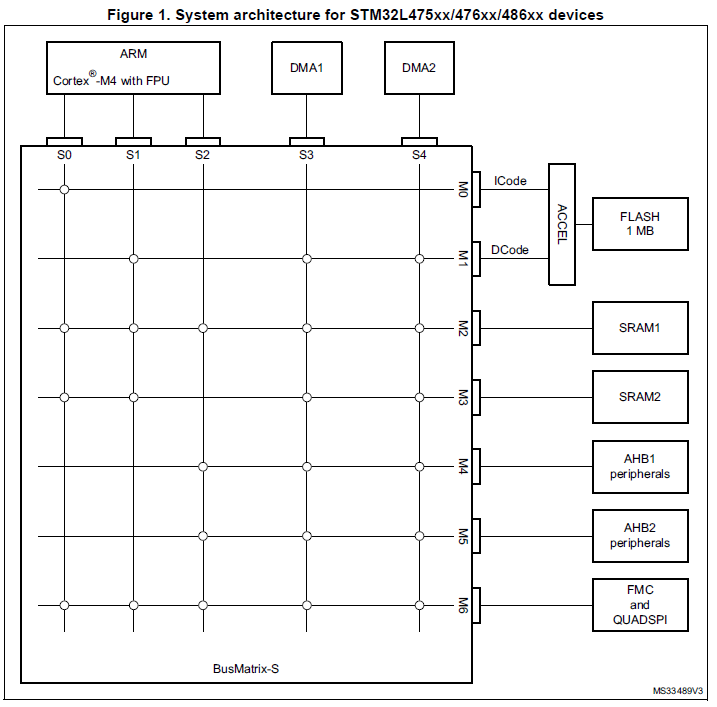 Figure 1. System architecture for STM32L475xx/476xx/486xx devices
ARM
Cortex®-M4 with FPU
DMA1
DMA2
S0
S1
S2
S3
S4
M0
ICode
ACCEL
FLASH
1 MB
M1
DCode
M2
SRAM1
M3
SRAM2
M4
AHB1
peripherals
M5
AHB2
peripherals
M6
FMC
and
QUADSPI
BusMatrix-S
MS33489V3